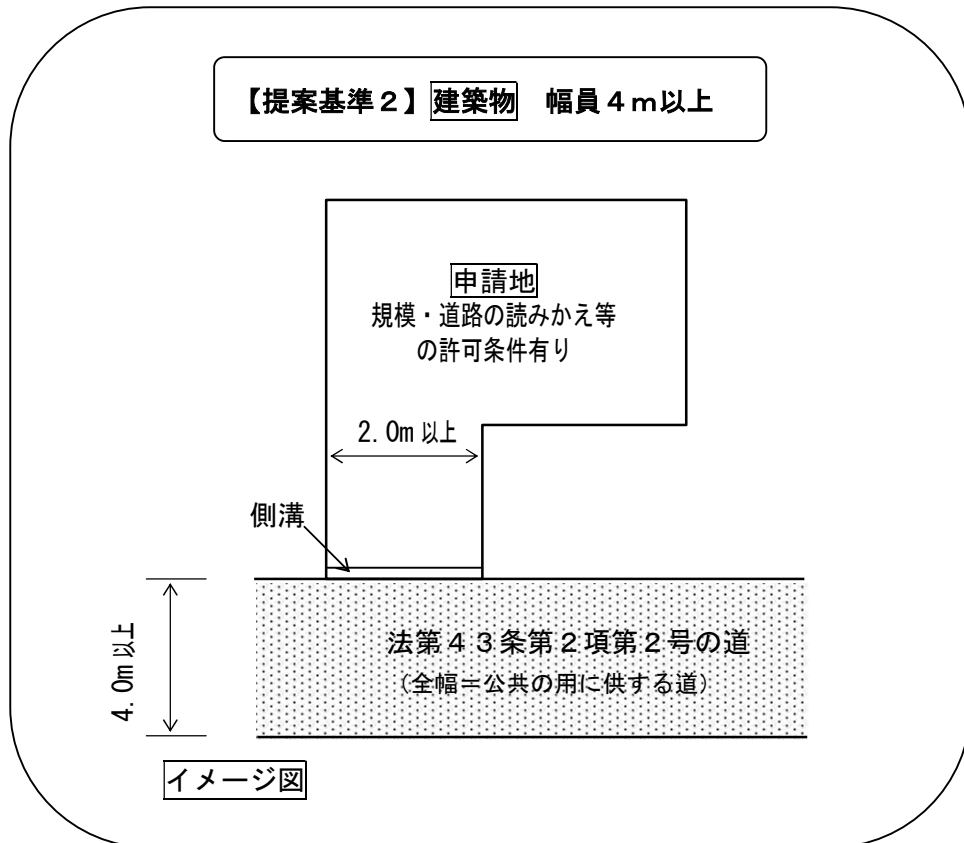 【提案基準２】建築物　幅員４ｍ以上
申請地
規模・道路の読みかえ等
の許可条件有り
2.0m 以上
側溝
4.0m 以上
法第４３条第２項第２号の道
（全幅＝公共の用に供する道）
イメージ図